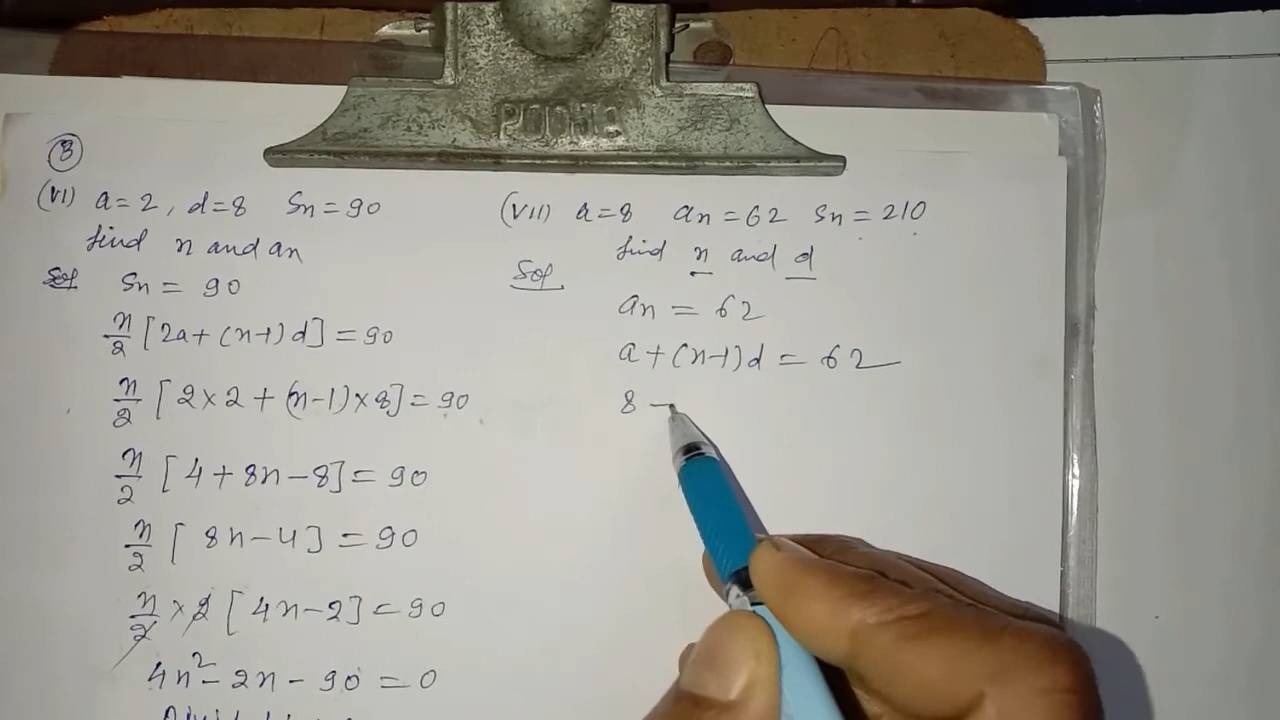 POOJA
(3)
(VI) a=2, d=8 Sn=90
find n and an
Sol Sn = 90
n/2 [2a+(n-1)d]=90
n/2 [2×2+(n-1)×8]=90
n/2 [4+8n-8]=90
n/2 [8n-4]=90
n/2 ×2 [4n-2]=90
4n²-2n-90=0
(VII) a=8 an=62 Sn=210
find n and d
Sol
an = 62
a+(n-1)d=62
8